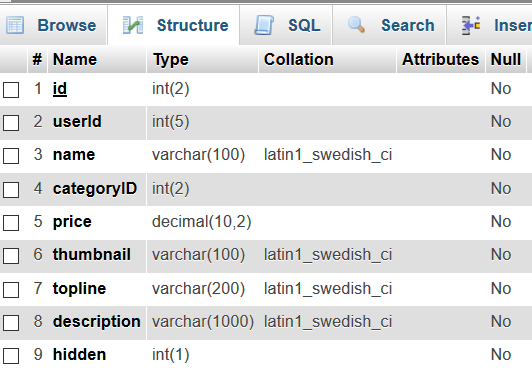 Browse Structure SQL Search Inser
# Name Type Collation Attributes Null
1 id int(2) No
2 userId int(5) No
3 name varchar(100) latin1_swedish_ci No
4 categoryID int(2) No
5 price decimal(10,2) No
6 thumbnail varchar(100) latin1_swedish_ci No
7 topline varchar(200) latin1_swedish_ci No
8 description varchar(1000) latin1_swedish_ci No
9 hidden int(1) No